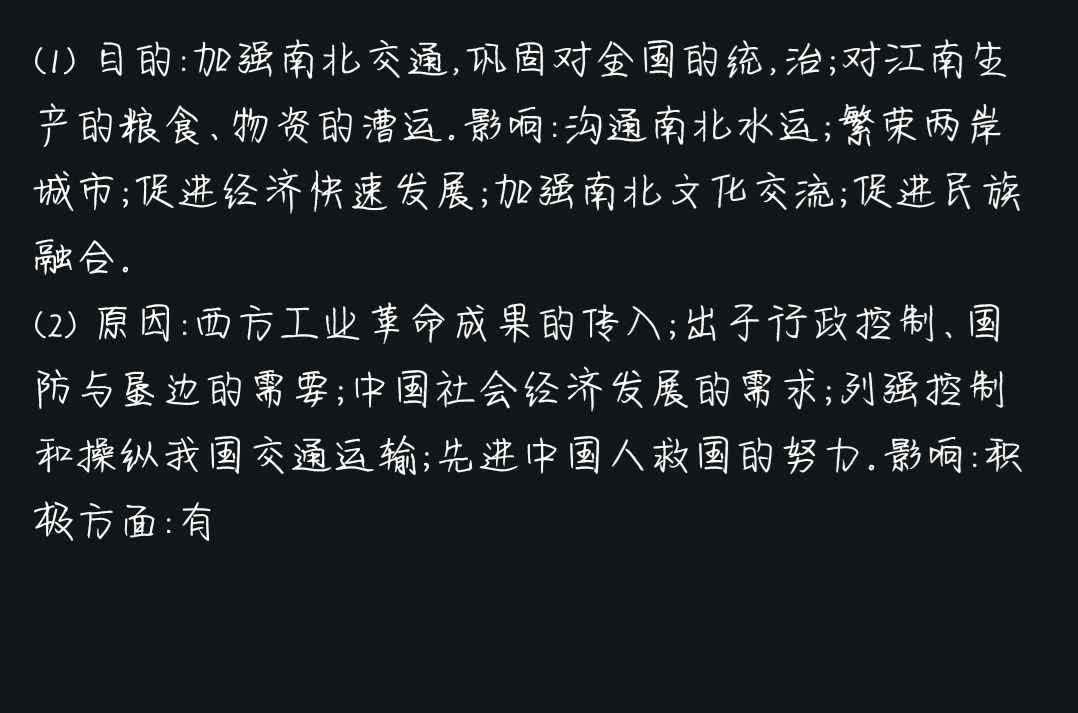 (1) 目的:加强南北交通,巩固对全国的统,治;对江南生
产的粮食、物资的漕运.影响:沟通南北水运;繁荣两岸
城市;促进经济快速发展;加强南北文化交流;促进民族
融合.
(2) 原因:西方工业革命成果的传入;出于行政控制、国
防与垦边的需要;中国社会经济发展的需求;列强控制
和操纵我国交通运输;先进中国人救国的努力.影响:积
极方面:有